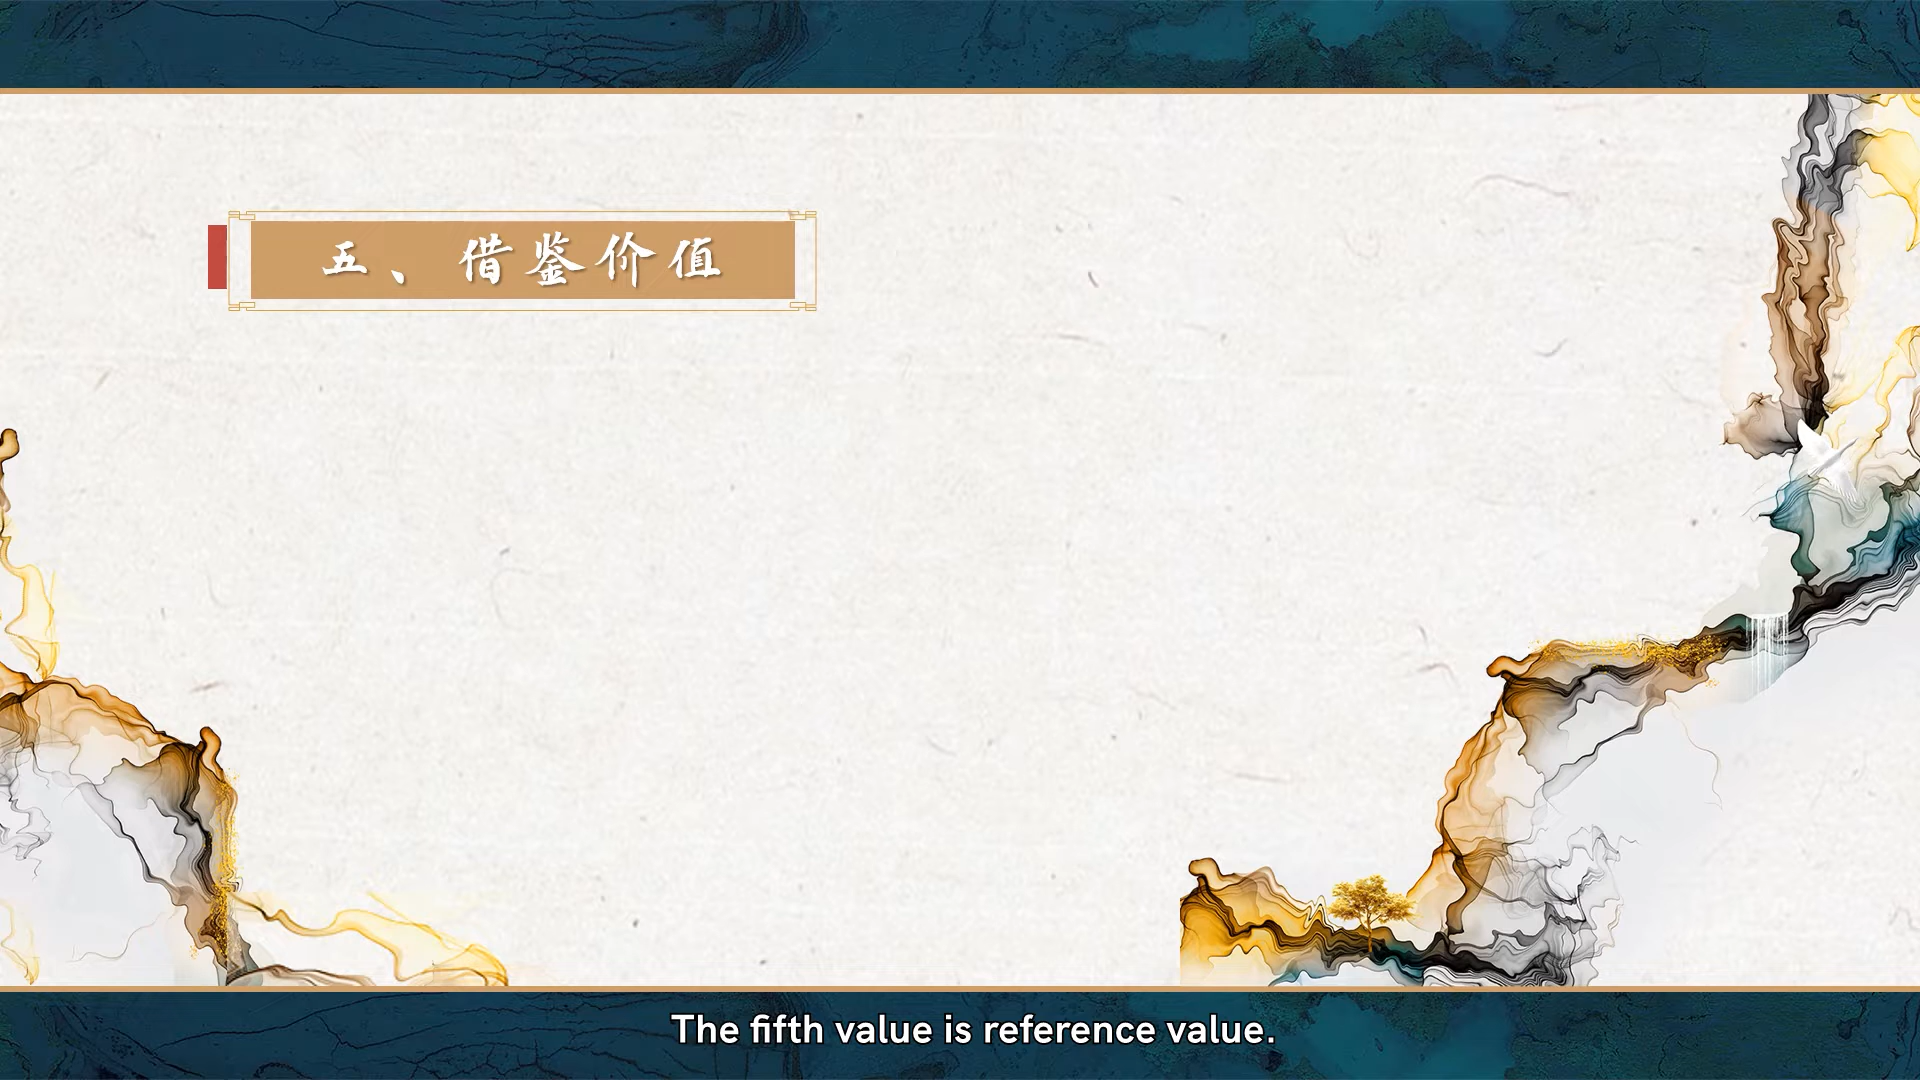 五、借鉴价值
The fifth value is reference value.